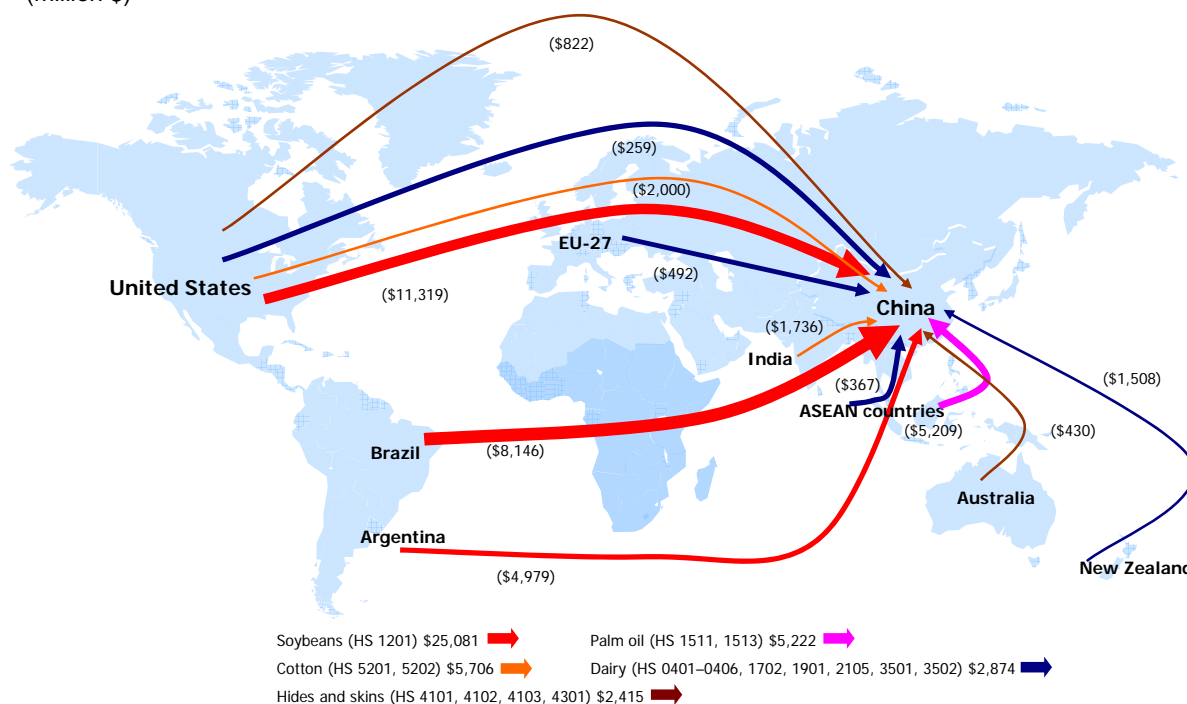 (million $)
($822)
($259)
($2,000)
EU-27
($492)
United States
($11,319)
China
($1,736)
India
($367)
ASEAN countries
($5,209)
($1,508)
($430)
Brazil
($8,146)
Australia
Argentina
($4,979)
New Zealand
Soybeans (HS 1201) $25,081
Palm oil (HS 1511, 1513) $5,222
Cotton (HS 5201, 5202) $5,706
Dairy (HS 0401–0406, 1702, 1901, 2105, 3501, 3502) $2,874
Hides and skins (HS 4101, 4102, 4103, 4301) $2,415